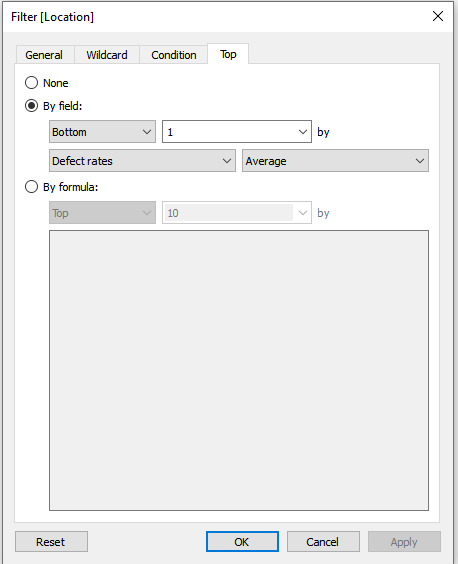 Filter [Location]
General Wildcard Condition Top
None
By field:
Bottom 1 by
Defect rates Average
By formula:
Top 10 by
Reset OK Cancel Apply